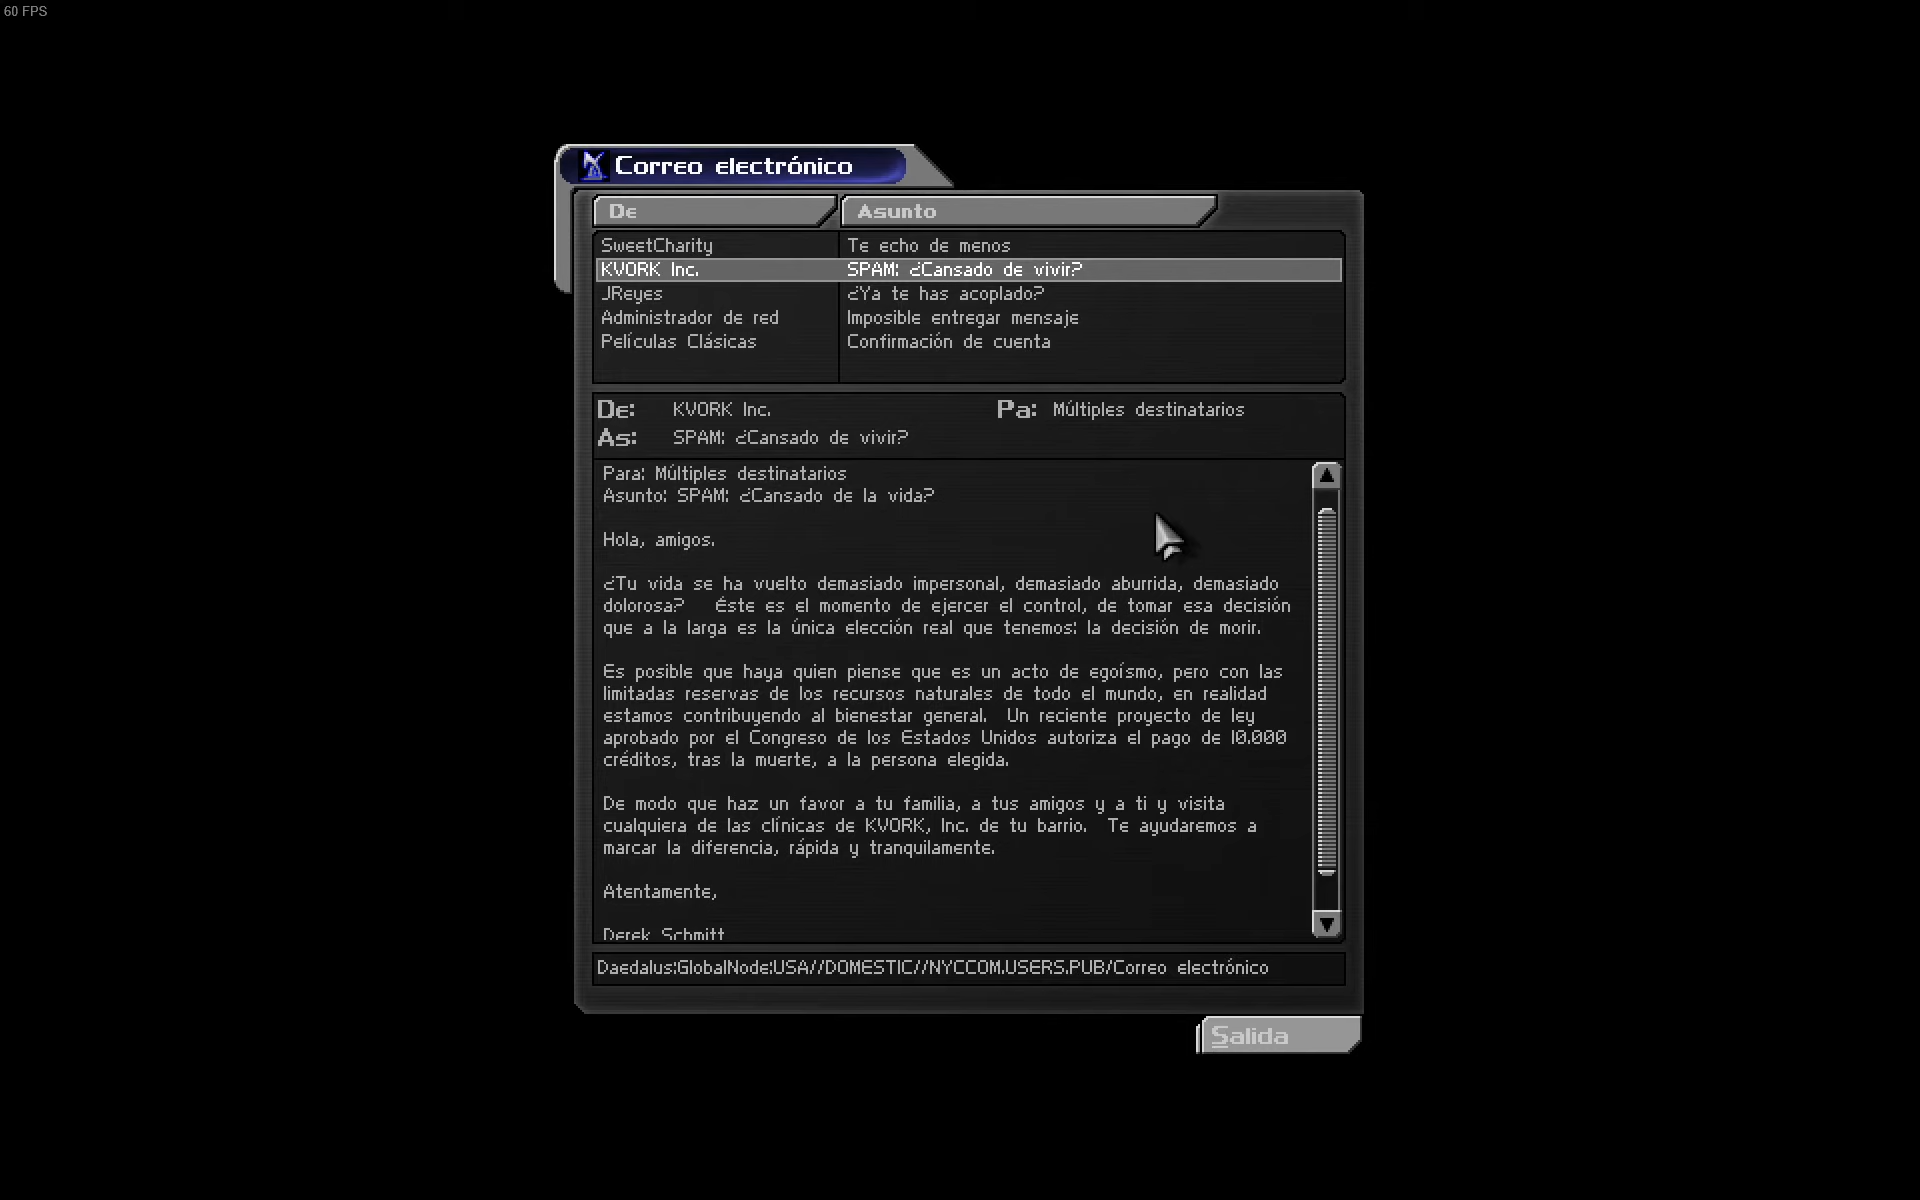 60 FPS
Correo electrónico
De Asunto
SweetCharity Te echo de menos
KVORK Inc. SPAM: ¿Cansado de vivir?
JReyes ¿Ya te has acoplado?
Administrador de red Imposible entregar mensaje
Películas Clásicas Confirmación de cuenta
De: KVORK Inc. Pa: Múltiples destinatarios
As: SPAM: ¿Cansado de vivir?
Para: Múltiples destinatarios
Asunto: SPAM: ¿Cansado de la vida?
Hola, amigos.
¿Tu vida se ha vuelto demasiado impersonal, demasiado aburrida, demasiado
dolorosa? Éste es el momento de ejercer el control, de tomar esa decisión
que a la larga es la única elección real que tenemos: la decisión de morir.
Es posible que haya quien piense que es un acto de egoísmo, pero con las
limitadas reservas de los recursos naturales de todo el mundo, en realidad
estamos contribuyendo al bienestar general. Un reciente proyecto de ley
aprobado por el Congreso de los Estados Unidos autoriza el pago de 10.000
créditos, tras la muerte, a la persona elegida.
De modo que haz un favor a tu familia, a tus amigos y a ti y visita
cualquiera de las clínicas de KVORK, Inc. de tu barrio. Te ayudaremos a
marcar la diferencia, rápida y tranquilamente.
Atentamente,
Derek Schmitt
Daedalus:GlobalNode:USA//DOMESTIC//NYCCOM.USERS.PUB/Correo electrónico
Salida